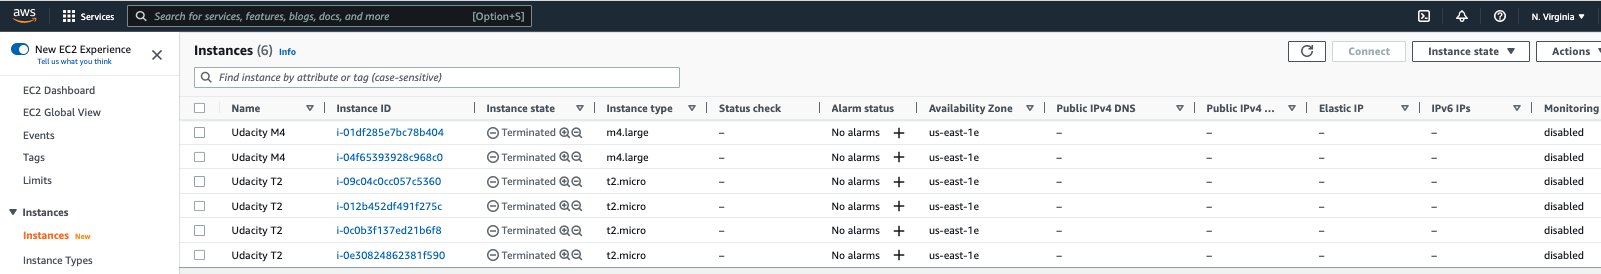 aws Services Search for services, features, blogs, docs, and more [Option+S] N. Virginia
New EC2 Experience
Tell us what you think
EC2 Dashboard
EC2 Global View
Events
Tags
Limits
Instances
Instances New
Instance Types
Instances (6) Info Connect Instance state Actions
Find instance by attribute or tag (case-sensitive)
Name Instance ID Instance state Instance type Status check Alarm status Availability Zone Public IPv4 DNS Public IPv4 ... Elastic IP IPv6 IPs Monitoring
Udacity M4 i-01df285e7bc78b404 Terminated m4.large – No alarms + us-east-1e – – – – disabled
Udacity M4 i-04f65393928c968c0 Terminated m4.large – No alarms + us-east-1e – – – – disabled
Udacity T2 i-09c04c0cc057c5360 Terminated t2.micro – No alarms + us-east-1e – – – – disabled
Udacity T2 i-012b452df491f275c Terminated t2.micro – No alarms + us-east-1e – – – – disabled
Udacity T2 i-0c0b3f137ed21b6f8 Terminated t2.micro – No alarms + us-east-1e – – – – disabled
Udacity T2 i-0e30824862381f590 Terminated t2.micro – No alarms + us-east-1e – – – – disabled